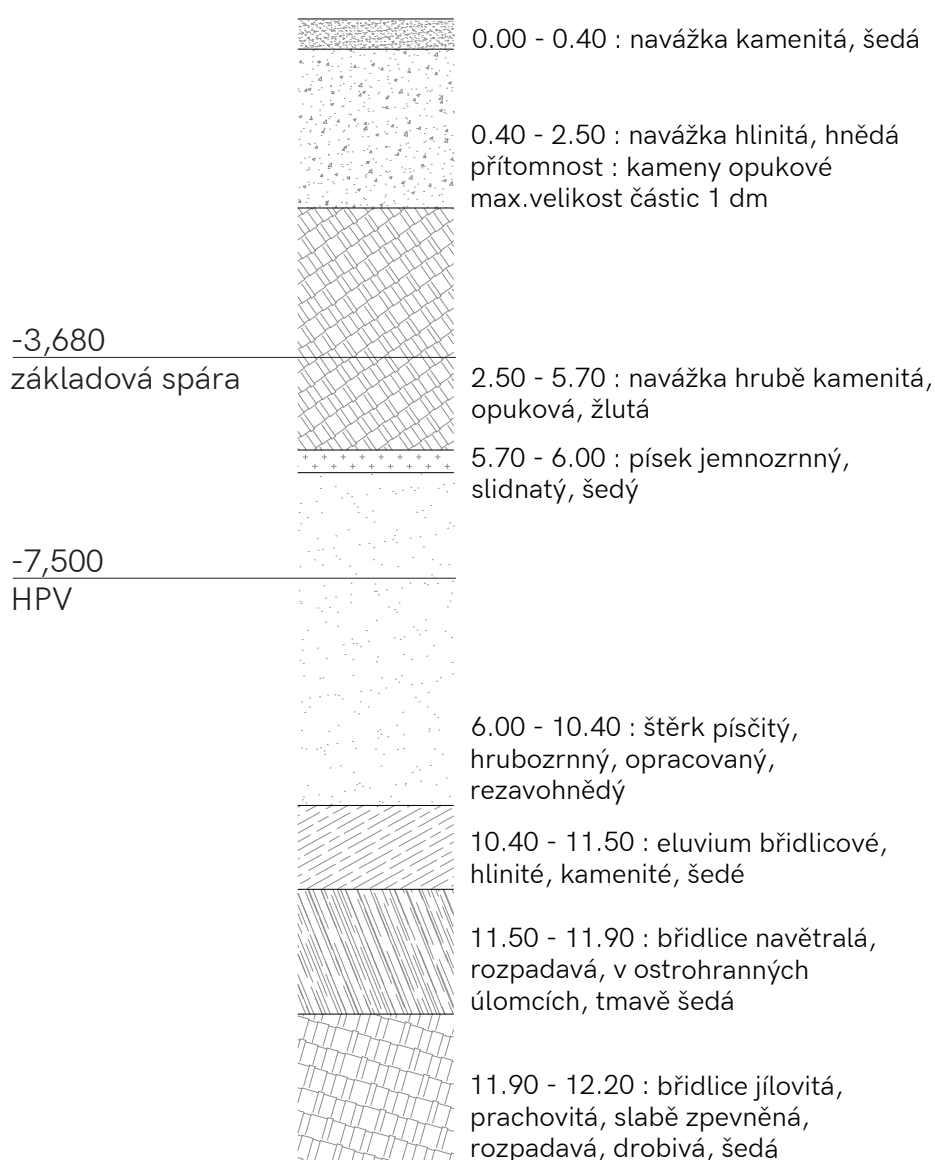 0.00 - 0.40 : navážka kamenitá, šedá
0.40 - 2.50 : navážka hlinitá, hnědá
přítomnost : kameny opukové
max.velikost částic 1 dm
-3,680
základová spára
2.50 - 5.70 : navážka hrubě kamenitá,
opuková, žlutá
5.70 - 6.00 : písek jemnozrnný,
slidnatý, šedý
-7,500
HPV
6.00 - 10.40 : štěrk písčitý,
hrubozrnný, opracovaný,
rezavohnědý
10.40 - 11.50 : eluvium břidlicové,
hlinité, kamenité, šedé
11.50 - 11.90 : břidlice navětralá,
rozpadavá, v ostrohranných
úlomcích, tmavě šedá
11.90 - 12.20 : břidlice jílovitá,
prachovitá, slabě zpevněná,
rozpadavá, drobivá, šedá